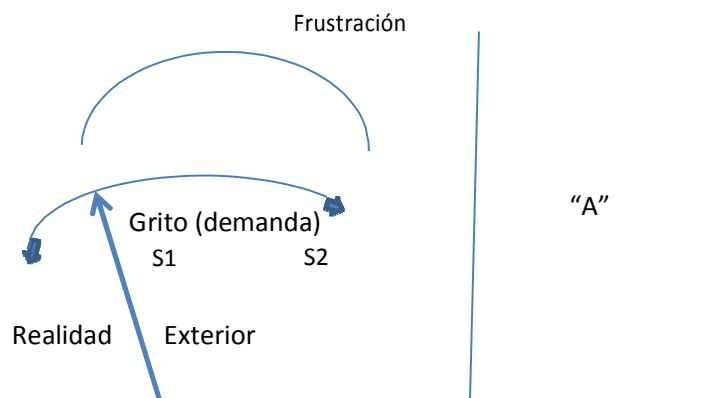 Frustración
“A”
Grito (demanda)
S1 S2
Realidad Exterior